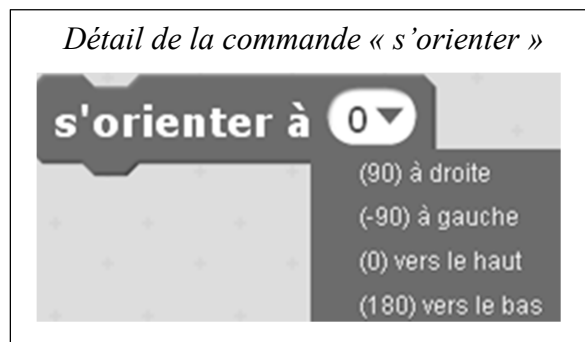 Détail de la commande « s’orienter »
s'orienter à 0
(90) à droite
(-90) à gauche
(0) vers le haut
(180) vers le bas